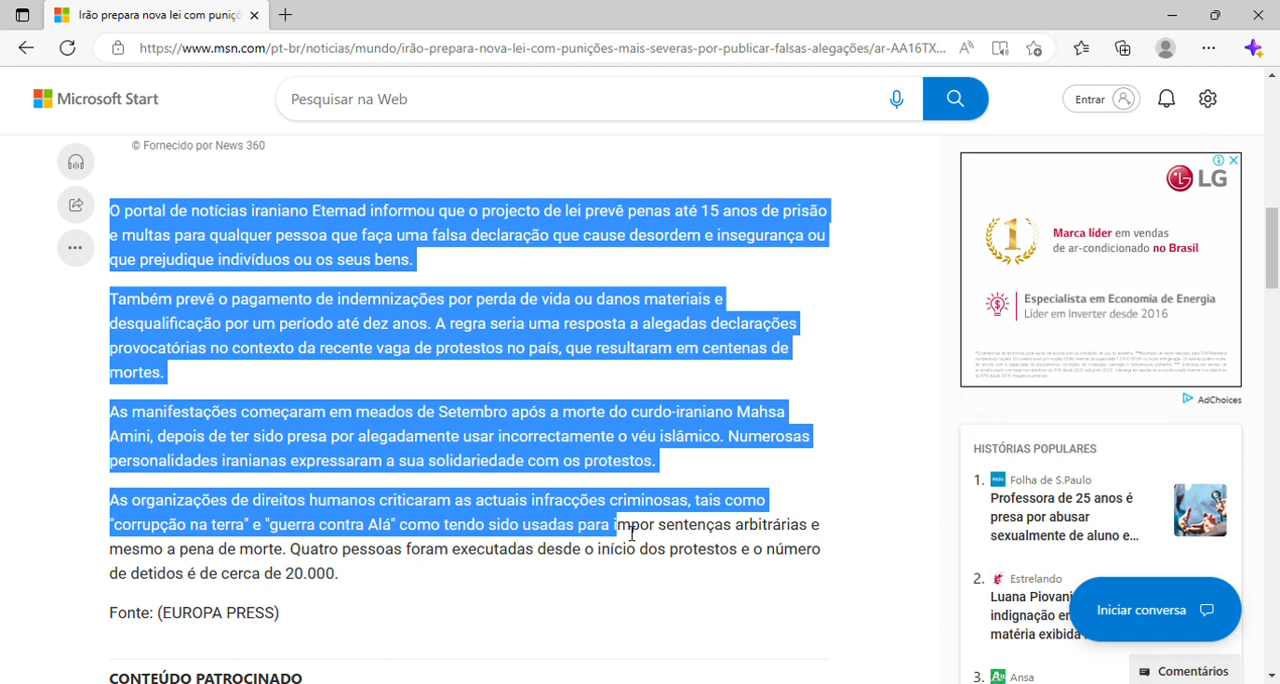 Irão prepara nova lei com puniçõ
https://www.msn.com/pt-br/noticias/mundo/irão-prepara-nova-lei-com-punições-mais-severas-por-publicar-falsas-alegações/ar-AA16TX...
Microsoft Start
Pesquisar na Web
Entrar
© Fornecido por News 360
O portal de notícias iraniano Etemad informou que o projecto de lei prevê penas até 15 anos de prisão
e multas para qualquer pessoa que faça uma falsa declaração que cause desordem e insegurança ou
que prejudique indivíduos ou os seus bens.
Também prevê o pagamento de indemnizações por perda de vida ou danos materiais e
desqualificação por um período até dez anos. A regra seria uma resposta a alegadas declarações
provocatórias no contexto da recente vaga de protestos no país, que resultaram em centenas de
mortes.
As manifestações começaram em meados de Setembro após a morte do curdo-iraniano Mahsa
Amini, depois de ter sido presa por alegadamente usar incorrectamente o véu islâmico. Numerosas
personalidades iranianas expressaram a sua solidariedade com os protestos.
As organizações de direitos humanos criticaram as actuais infracções criminosas, tais como
"corrupção na terra" e "guerra contra Alá" como tendo sido usadas para impor sentenças arbitrárias e
mesmo a pena de morte. Quatro pessoas foram executadas desde o início dos protestos e o número
de detidos é de cerca de 20.000.
Fonte: (EUROPA PRESS)
CONTEÚDO PATROCINADO
LG
1
Marca líder em vendas
de ar-condicionado no Brasil
Especialista em Economia de Energia
Líder em Inverter desde 2016
AdChoices
HISTÓRIAS POPULARES
1. Folha de S.Paulo
Professora de 25 anos é
presa por abusar
sexualmente de aluno e...
2. Estrelando
Luana Piovani
indignação em
matéria exibida
Iniciar conversa
3. Ansa
Comentários